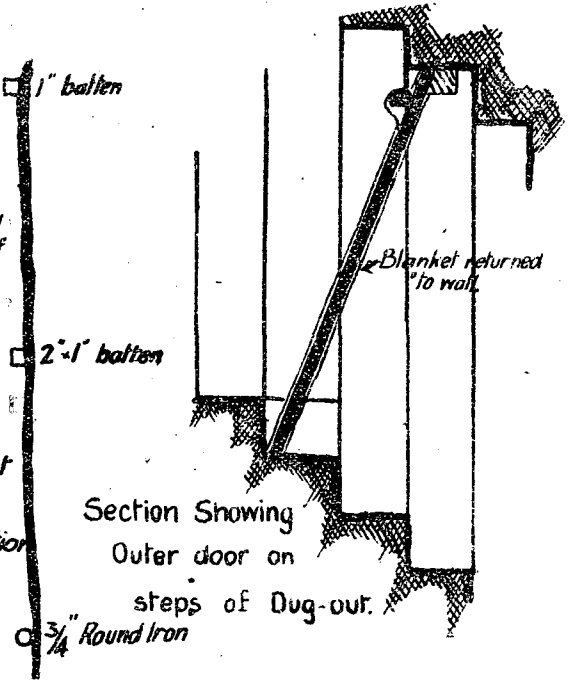 1" batten
Blanket returned
to wall
2"×1" batten
Section Showing
Outer door on
steps of Dug-out.
3/4" Round Iron